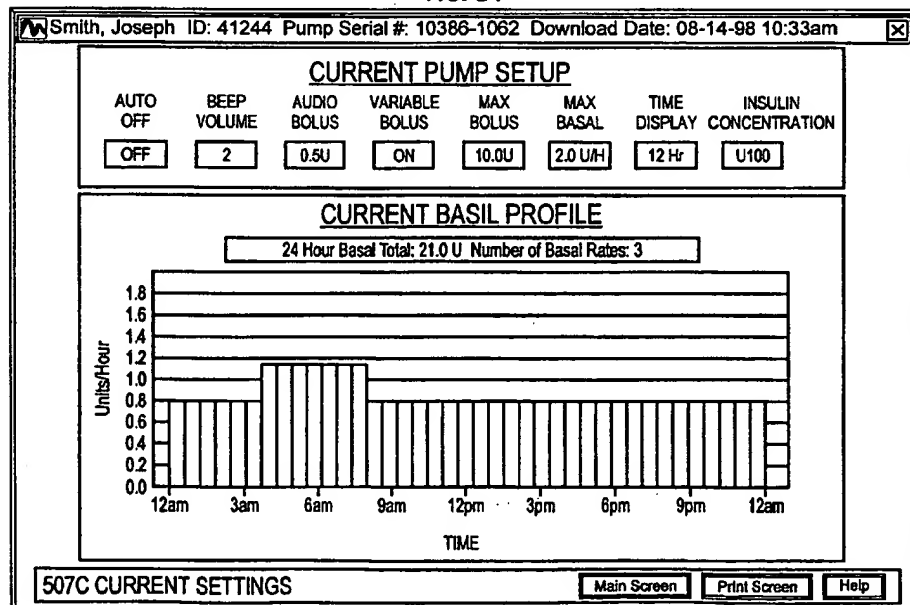 Smith, Joseph ID: 41244 Pump Serial #: 10386-1062 Download Date: 08-14-98 10:33am
CURRENT PUMP SETUP
AUTO OFF BEEP VOLUME AUDIO BOLUS VARIABLE BOLUS MAX BOLUS MAX BASAL TIME DISPLAY INSULIN CONCENTRATION
OFF 2 0.5U ON 10.0U 2.0 U/H 12 Hr U100
CURRENT BASIL PROFILE
24 Hour Basal Total: 21.0 U Number of Basal Rates: 3
Units/Hour
1.8
1.6
1.4
1.2
1.0
0.8
0.6
0.4
0.2
0.0
12am 3am 6am 9am 12pm 3pm 6pm 9pm 12am
TIME
507C CURRENT SETTINGS Main Screen Print Screen Help